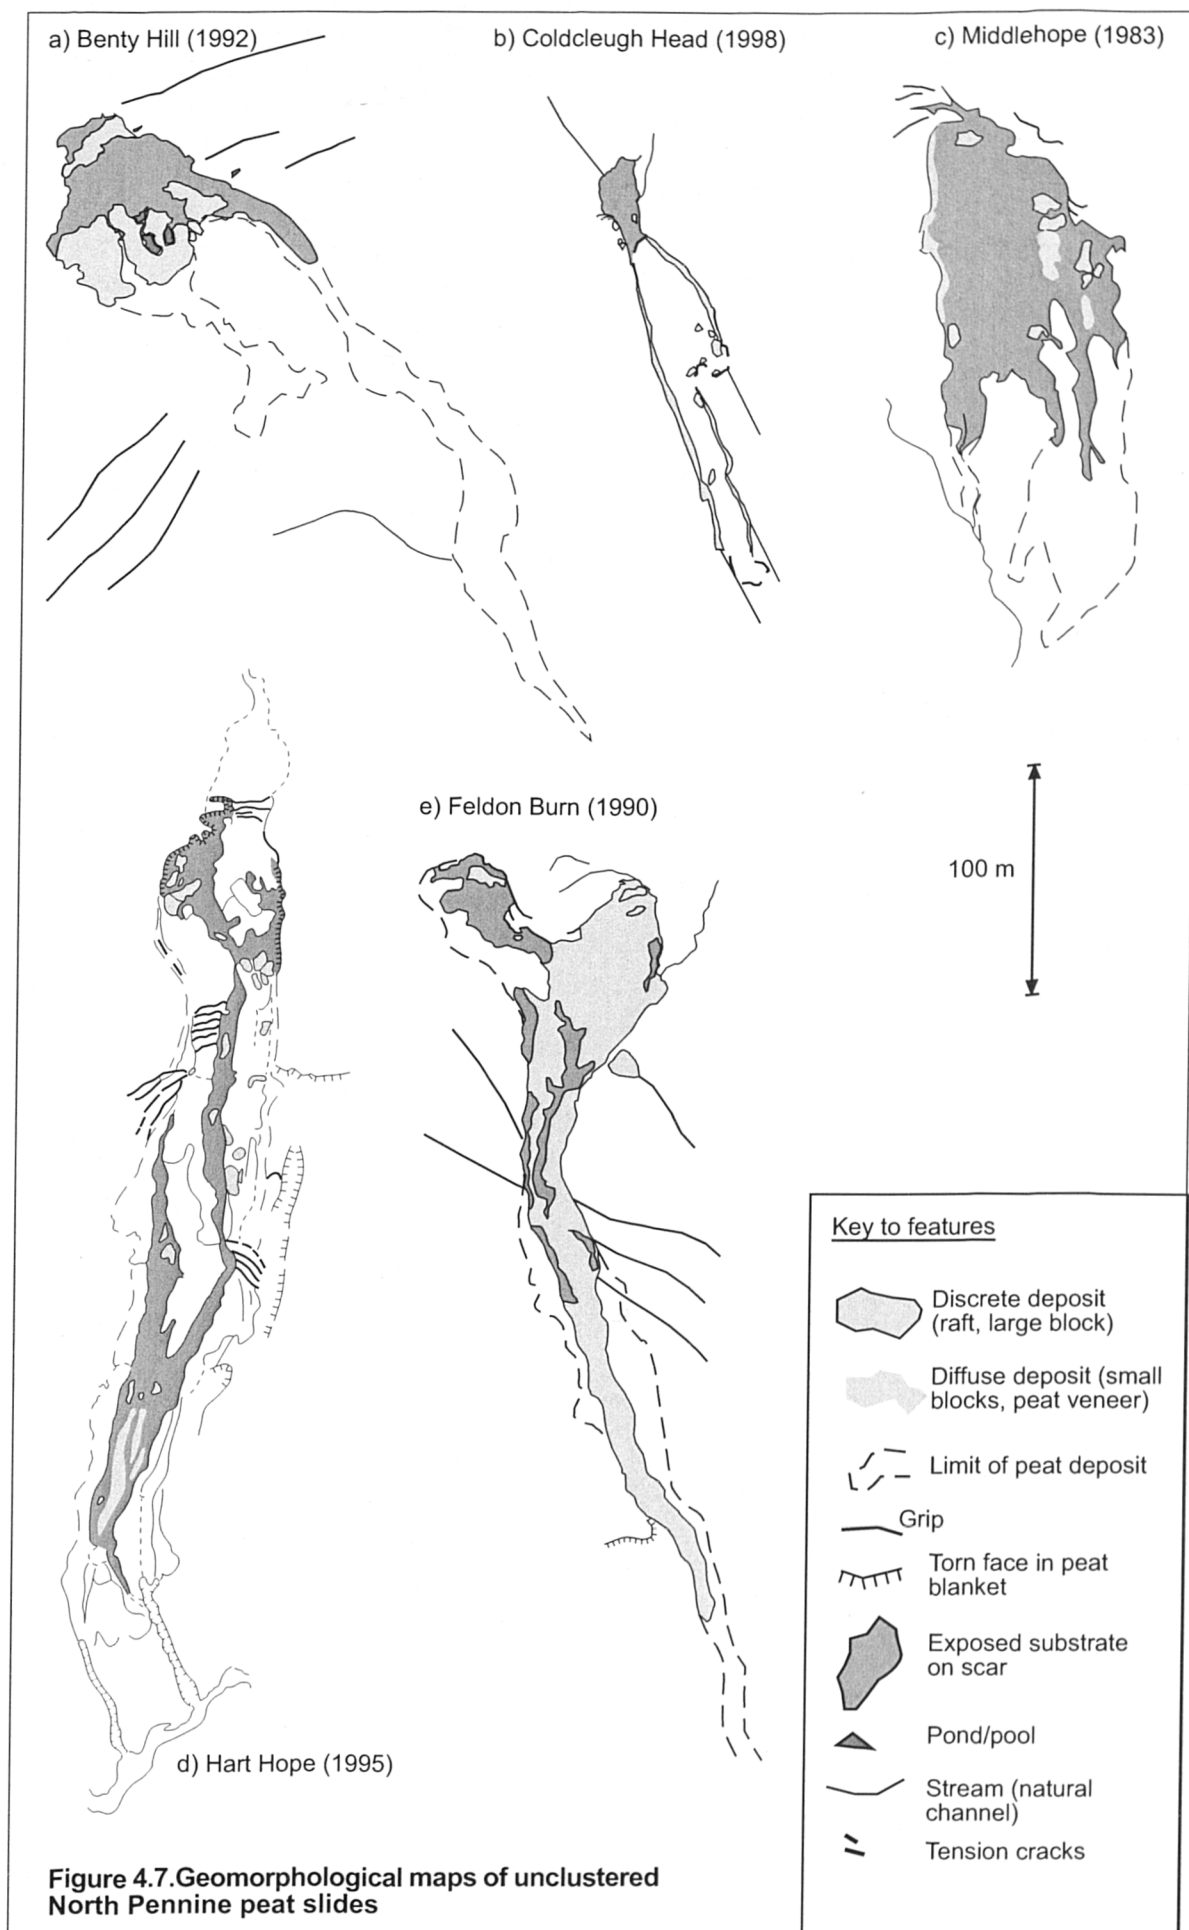 a) Benty Hill (1992)
b) Coldcleugh Head (1998)
c) Middlehope (1983)
e) Feldon Burn (1990)
100 m
d) Hart Hope (1995)
Key to features
Discrete deposit
(raft, large block)
Diffuse deposit (small
blocks, peat veneer)
Limit of peat deposit
Grip
Torn face in peat
blanket
Exposed substrate
on scar
Pond/pool
Stream (natural
channel)
Tension cracks
Figure 4.7.Geomorphological maps of unclustered
North Pennine peat slides